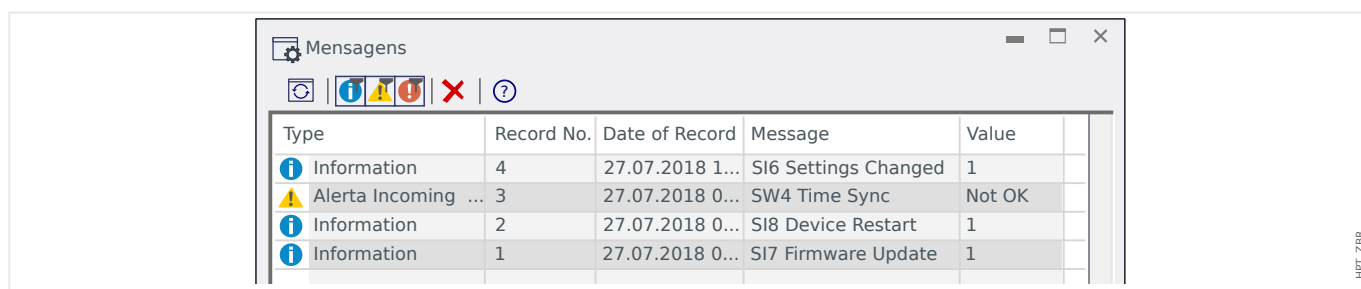 Mensagens
Type Record No. Date of Record Message Value
Information 4 27.07.2018 1... SI6 Settings Changed 1
Alerta Incoming ... 3 27.07.2018 0... SW4 Time Sync Not OK
Information 2 27.07.2018 0... SI8 Device Restart 1
Information 1 27.07.2018 0... SI7 Firmware Update 1
HPT_ZBB